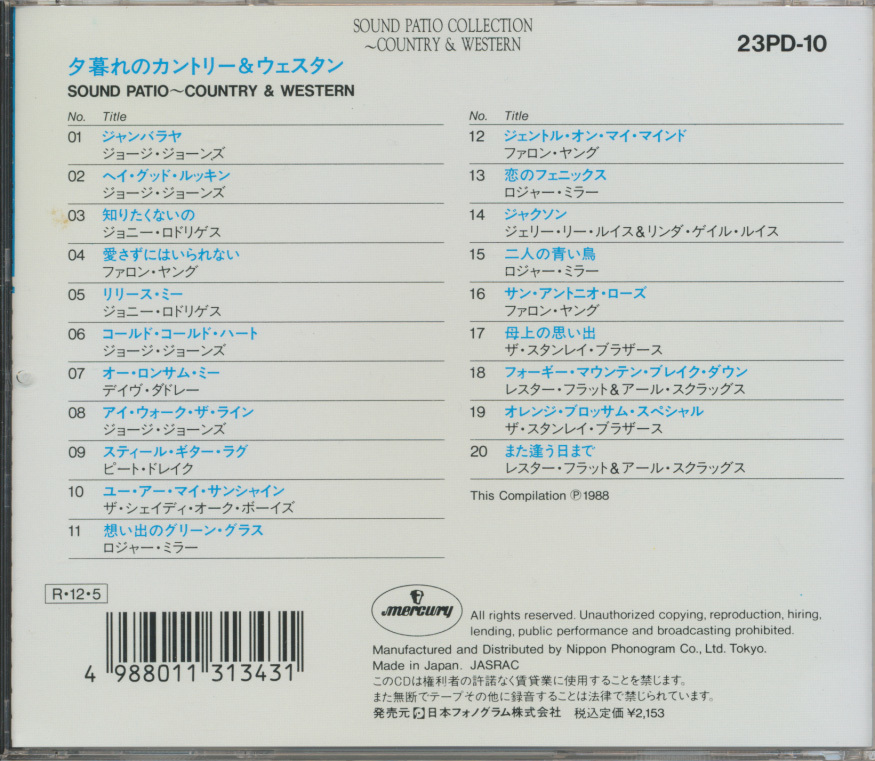 SOUND PATIO COLLECTION
~COUNTRY & WESTERN
23PD-10
夕暮れのカントリー&ウェスタン
SOUND PATIO~COUNTRY & WESTERN
No. Title
01 ジャンバラヤ
ジョージ・ジョーンズ
02 ヘイ・グッド・ルッキン
ジョージ・ジョーンズ
03 知りたくないの
ジョニー・ロドリゲス
04 愛さずにはいられない
ファロン・ヤング
05 リリース・ミー
ジョニー・ロドリゲス
06 コールド・コールド・ハート
ジョージ・ジョーンズ
07 オー・ロンサム・ミー
デイヴ・ダドレー
08 アイ・ウォーク・ザ・ライン
ジョージ・ジョーンズ
09 スティール・ギター・ラグ
ピート・ドレイク
10 ユー・アー・マイ・サンシャイン
ザ・シェイディ・オーク・ボーイズ
11 想い出のグリーン・グラス
ロジャー・ミラー
No. Title
12 ジェントル・オン・マイ・マインド
ファロン・ヤング
13 恋のフェニックス
ロジャー・ミラー
14 ジャクソン
ジェリー・リー・ルイス&リンダ・ゲイル・ルイス
15 二人の青い鳥
ロジャー・ミラー
16 サン・アントニオ・ローズ
ファロン・ヤング
17 母上の思い出
ザ・スタンレイ・ブラザース
18 フォーギー・マウンテン・ブレイク・ダウン
レスター・フラット&アール・スクラッグス
19 オレンジ・ブロッサム・スペシャル
ザ・スタンレイ・ブラザース
20 また逢う日まで
レスター・フラット&アール・スクラッグス
This Compilation Ⓟ1988
R・12・5
4 988011 313431
mercury
All rights reserved. Unauthorized copying, reproduction, hiring,
lending, public performance and broadcasting prohibited.
Manufactured and Distributed by Nippon Phonogram Co., Ltd. Tokyo.
Made in Japan. JASRAC
このCDは権利者の許諾なく賃貸業に使用することを禁じます。
また無断でテープその他に録音することは法律で禁じられています。
発売元 日本フォノグラム株式会社 税込定価¥2,153